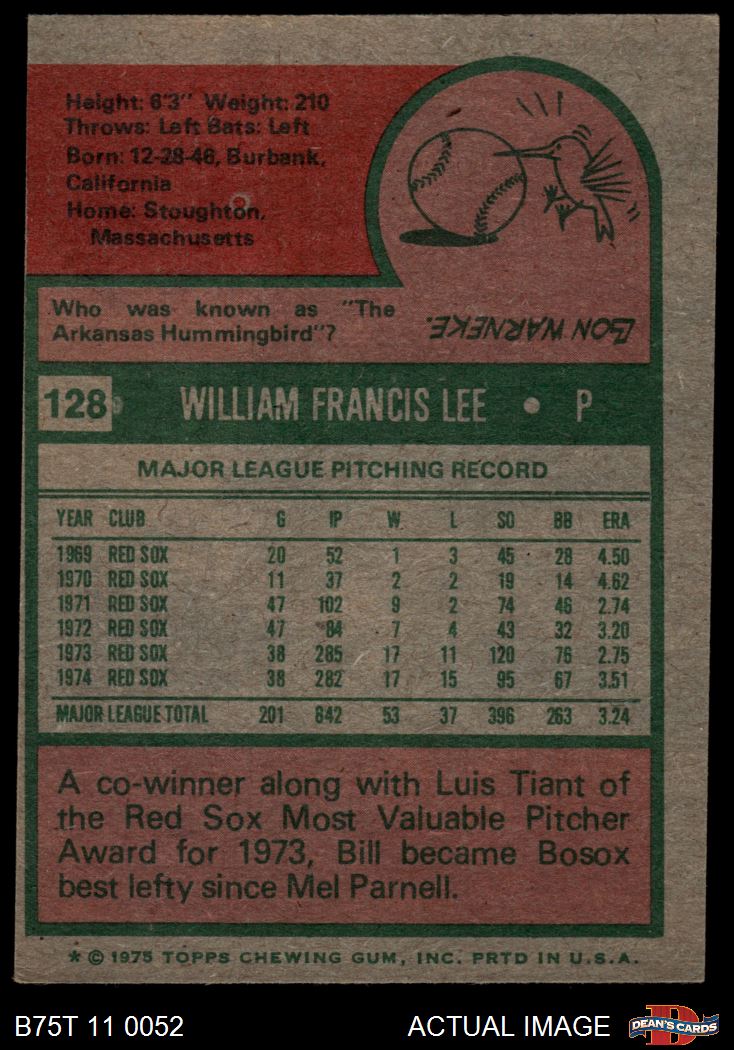 Height: 6'3" Weight: 210
Throws: Left Bats: Left
Born: 12-28-46, Burbank,
California
Home: Stoughton,
Massachusetts
Who was known as "The
Arkansas Hummingbird"?
LON WARNEKE.
128 WILLIAM FRANCIS LEE • P
MAJOR LEAGUE PITCHING RECORD
YEAR CLUB G IP W L SO BB ERA
1969 RED SOX 20 52 1 3 45 28 4.50
1970 RED SOX 11 37 2 2 19 14 4.62
1971 RED SOX 47 102 9 2 74 46 2.74
1972 RED SOX 47 84 7 4 43 32 3.20
1973 RED SOX 38 285 17 11 120 76 2.75
1974 RED SOX 38 282 17 15 95 67 3.51
MAJOR LEAGUE TOTAL 201 842 53 37 396 263 3.24
A co-winner along with Luis Tiant of
the Red Sox Most Valuable Pitcher
Award for 1973, Bill became Bosox
best lefty since Mel Parnell.
* © 1975 TOPPS CHEWING GUM, INC. PRTD IN U.S.A.
B75T 11 0052 ACTUAL IMAGE DEAN'S CARDS